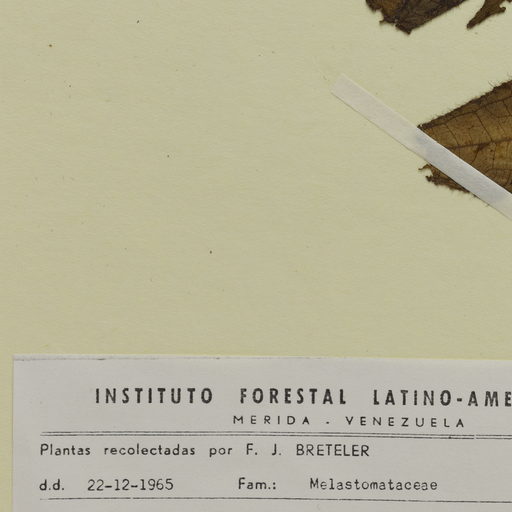 INSTITUTO FORESTAL LATINO-AME
MERIDA - VENEZUELA
Plantas recolectadas por F. J. BRETELER
d.d. 22-12-1965 Fam.: Melastomataceae